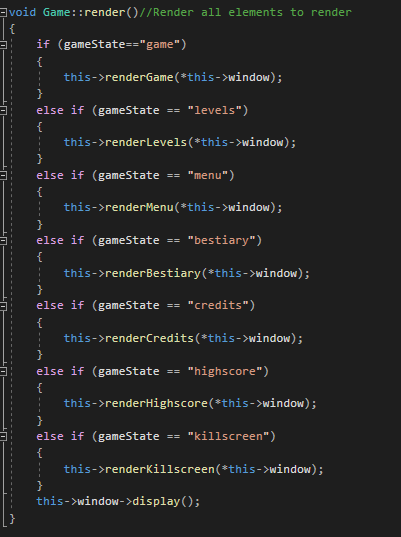 void Game::render()//Render all elements to render
{
if (gameState=="game")
{
this->renderGame(*this->window);
}
else if (gameState == "levels")
{
this->renderLevels(*this->window);
}
else if (gameState == "menu")
{
this->renderMenu(*this->window);
}
else if (gameState == "bestiary")
{
this->renderBestiary(*this->window);
}
else if (gameState == "credits")
{
this->renderCredits(*this->window);
}
else if (gameState == "highscore")
{
this->renderHighscore(*this->window);
}
else if (gameState == "killscreen")
{
this->renderKillscreen(*this->window);
}
this->window->display();
}